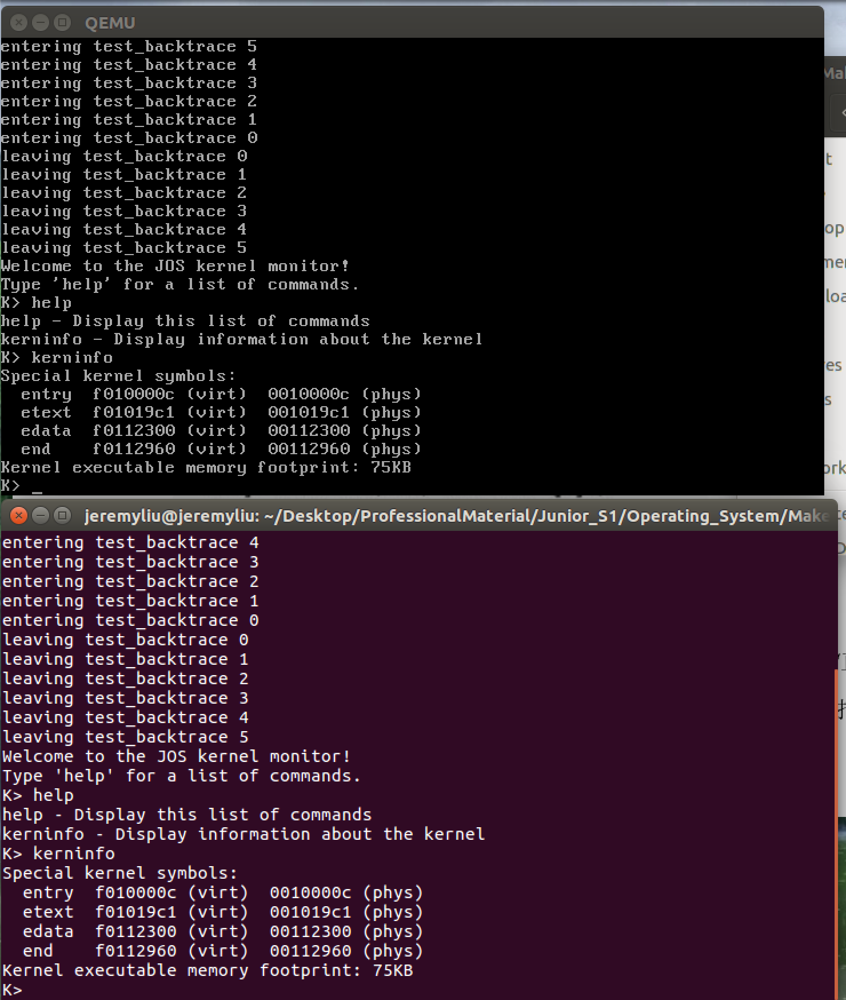 QEMU
entering test_backtrace 5
entering test_backtrace 4
entering test_backtrace 3
entering test_backtrace 2
entering test_backtrace 1
entering test_backtrace 0
leaving test_backtrace 0
leaving test_backtrace 1
leaving test_backtrace 2
leaving test_backtrace 3
leaving test_backtrace 4
leaving test_backtrace 5
Welcome to the JOS kernel monitor!
Type 'help' for a list of commands.
K> help
help - Display this list of commands
kerninfo - Display information about the kernel
K> kerninfo
Special kernel symbols:
  entry  f010000c (virt)  0010000c (phys)
  etext  f01019c1 (virt)  001019c1 (phys)
  edata  f0112300 (virt)  00112300 (phys)
  end    f0112960 (virt)  00112960 (phys)
Kernel executable memory footprint: 75KB
K> _
jeremyliu@jeremyliu: ~/Desktop/ProfessionalMaterial/Junior_S1/Operating_System/Make
entering test_backtrace 4
entering test_backtrace 3
entering test_backtrace 2
entering test_backtrace 1
entering test_backtrace 0
leaving test_backtrace 0
leaving test_backtrace 1
leaving test_backtrace 2
leaving test_backtrace 3
leaving test_backtrace 4
leaving test_backtrace 5
Welcome to the JOS kernel monitor!
Type 'help' for a list of commands.
K> help
help - Display this list of commands
kerninfo - Display information about the kernel
K> kerninfo
Special kernel symbols:
  entry  f010000c (virt)  0010000c (phys)
  etext  f01019c1 (virt)  001019c1 (phys)
  edata  f0112300 (virt)  00112300 (phys)
  end    f0112960 (virt)  00112960 (phys)
Kernel executable memory footprint: 75KB
K>